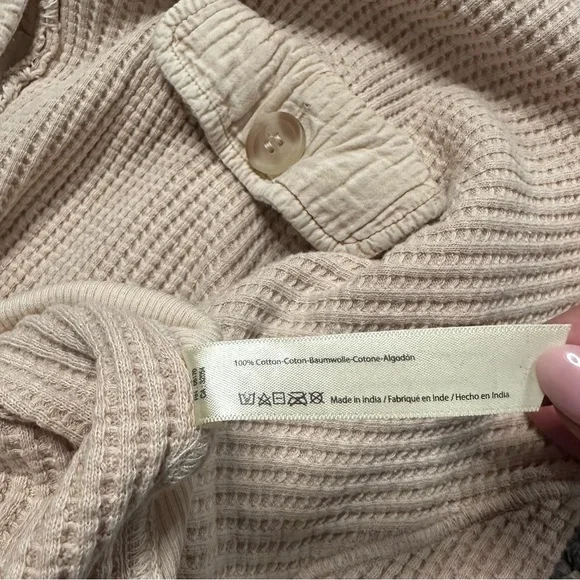 100% Cotton-Coton-Baumwolle-Cotone-Algodón
Made in India / Fabriqué en Inde / Hecho en India